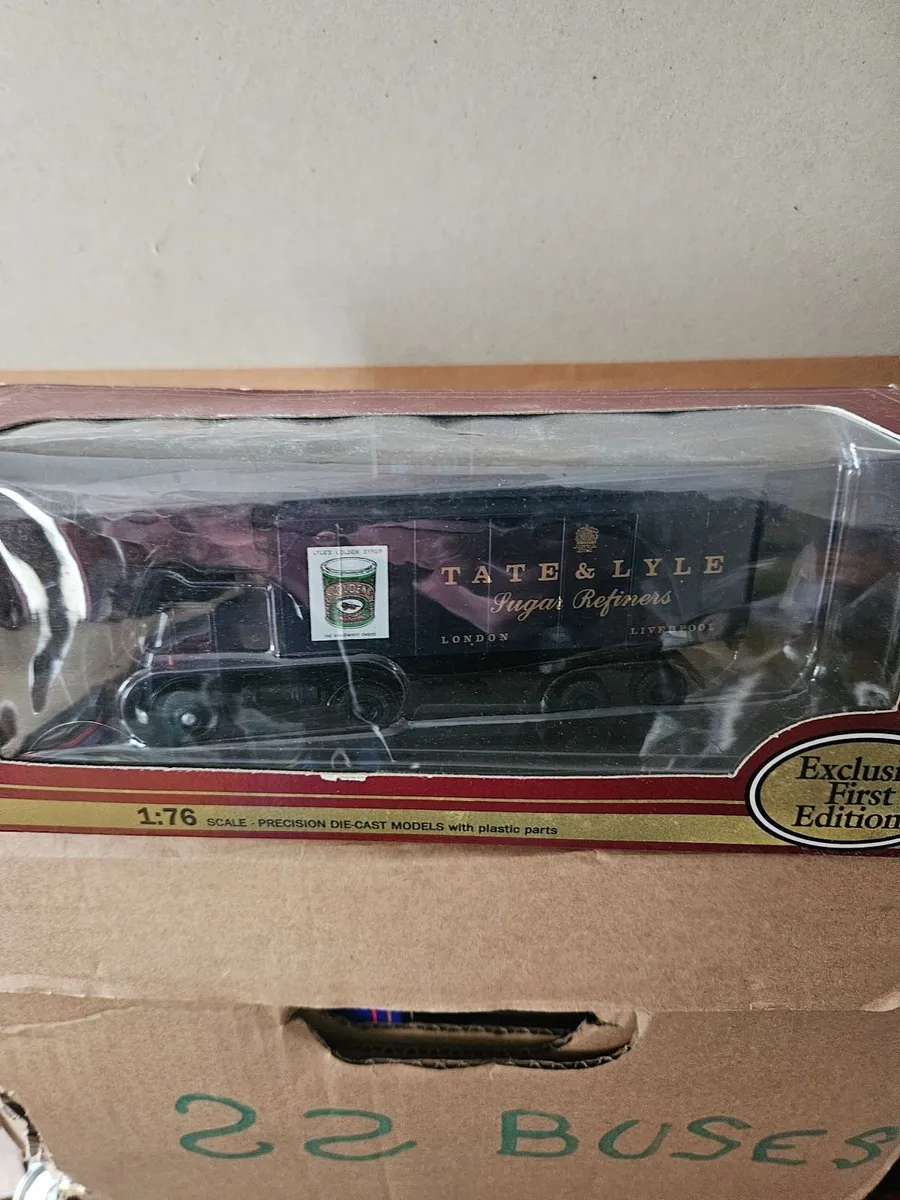 LYLE'S GOLDEN SYRUP
TATE & LYLE
Sugar Refiners
LONDON
LIVERPOOL
Exclusi
First
Edition
1:76 SCALE - PRECISION DIE-CAST MODELS with plastic parts
22 BUSES